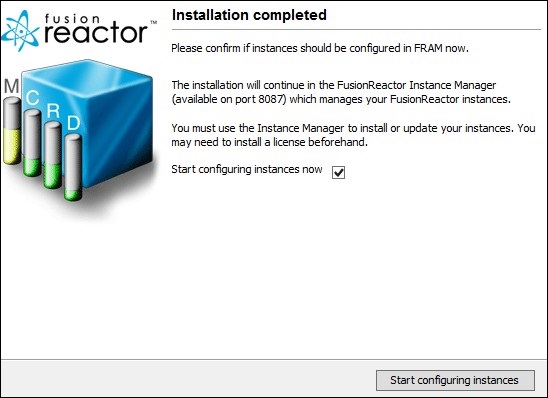 fusion
reactor™
M
C
R
D
Installation completed
Please confirm if instances should be configured in FRAM now.
The installation will continue in the FusionReactor Instance Manager
(available on port 8087) which manages your FusionReactor instances.
You must use the Instance Manager to install or update your instances. You
may need to install a license beforehand.
Start configuring instances now
Start configuring instances